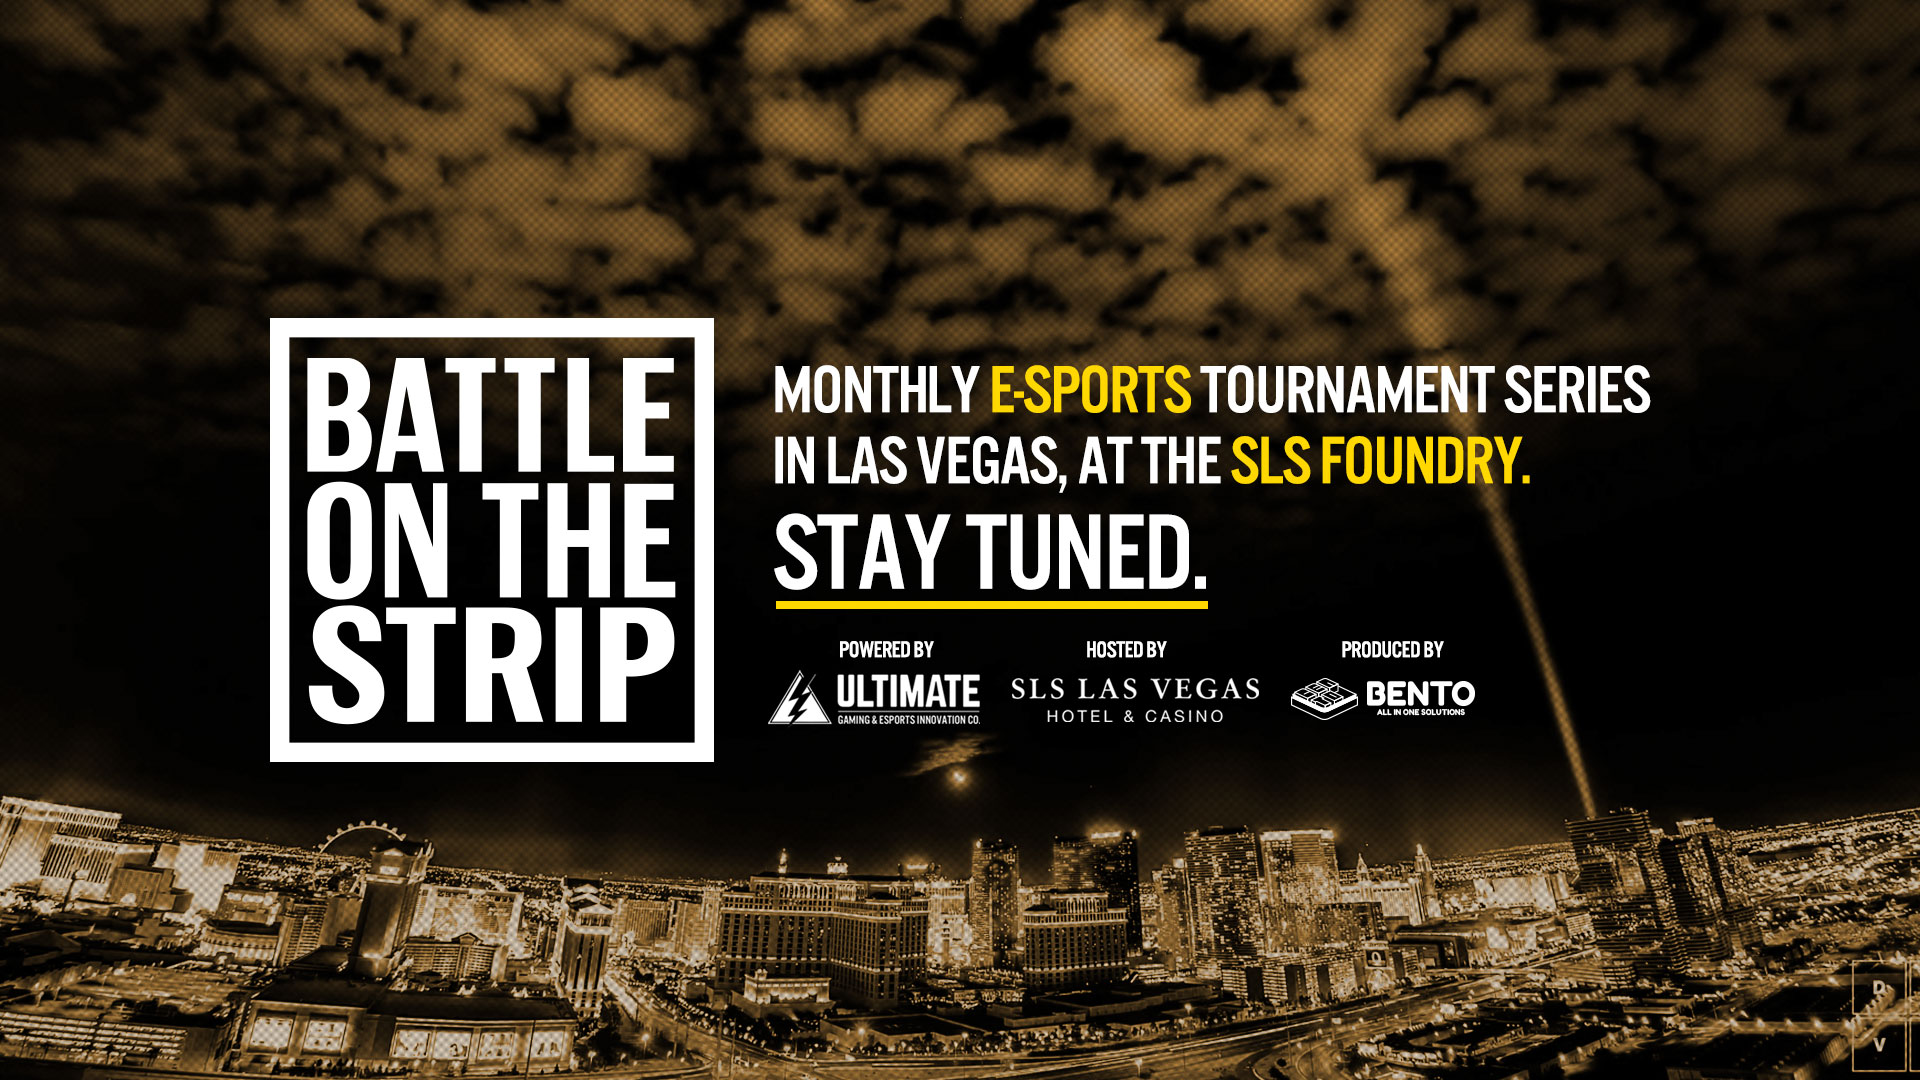 BATTLE
ON THE
STRIP
MONTHLY E-SPORTS TOURNAMENT SERIES
IN LAS VEGAS, AT THE SLS FOUNDRY.
STAY TUNED.
POWERED BY
ULTIMATE
GAMING & ESPORTS INNOVATION CO.
HOSTED BY
SLS LAS VEGAS
HOTEL & CASINO
PRODUCED BY
BENTO
ALL IN ONE SOLUTIONS